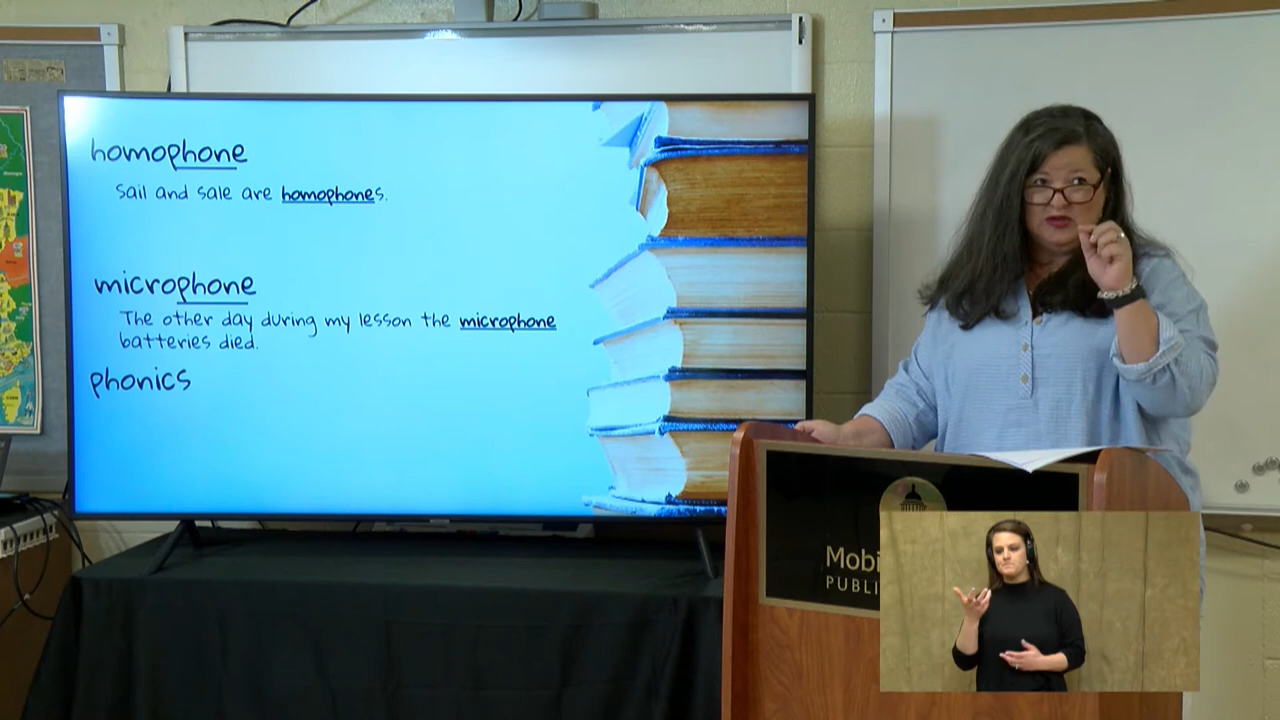 homophone
Sail and sale are homophones.
microphone
The other day during my lesson the microphone
batteries died.
phonics
Mobi
PUBLI